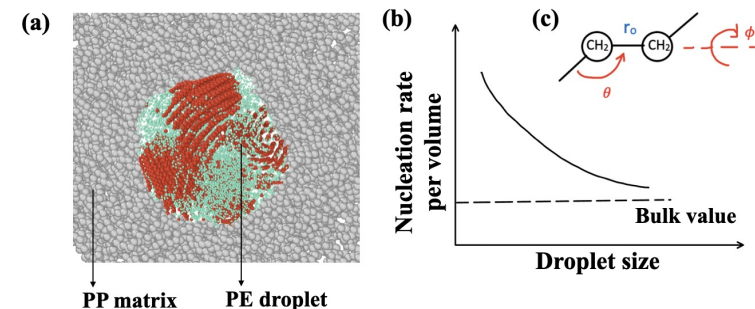 (a)
PP matrix
PE droplet
(b)
Nucleation rate
per volume
Bulk value
Droplet size
(c)
r₀
CH₂
CH₂
θ
ϕ